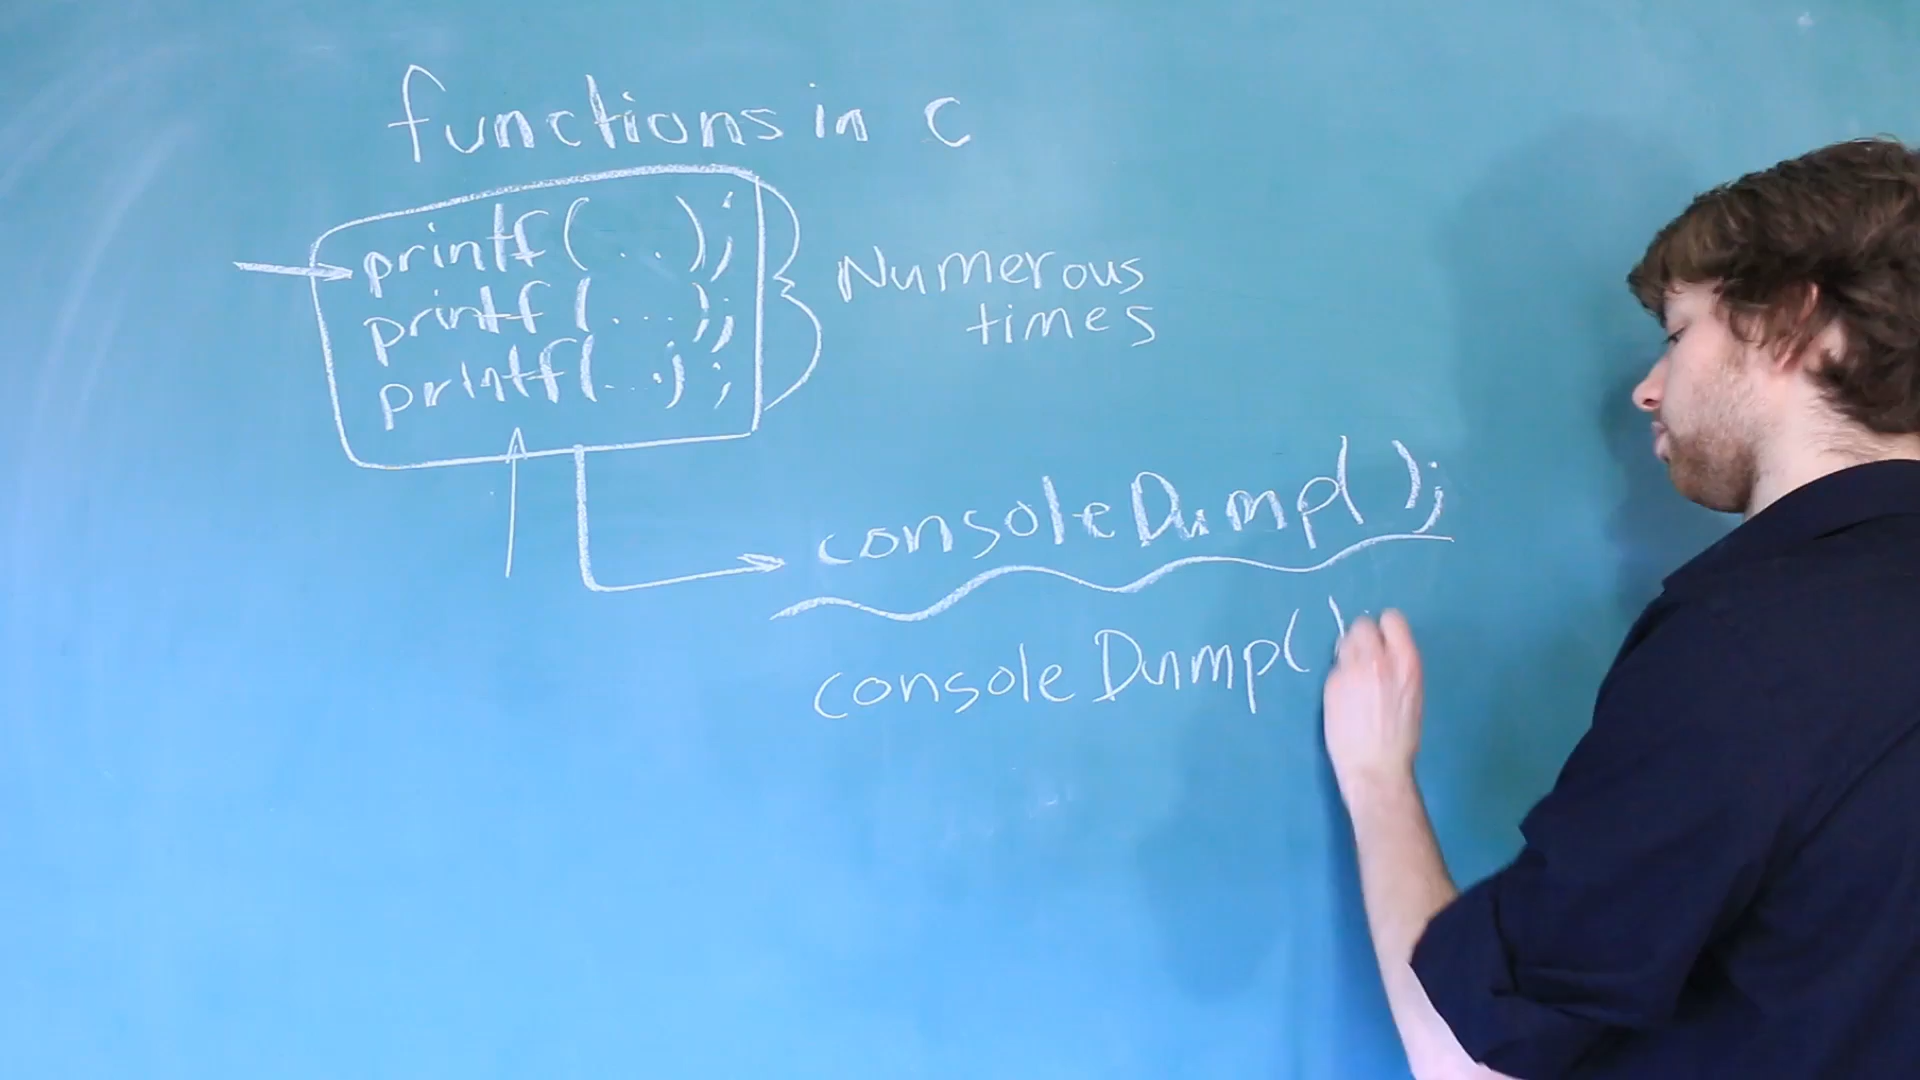 functions in c
printf(..);
printf(...);
printf(...);
Numerous
times
consoleDump( );
consoleDump( )